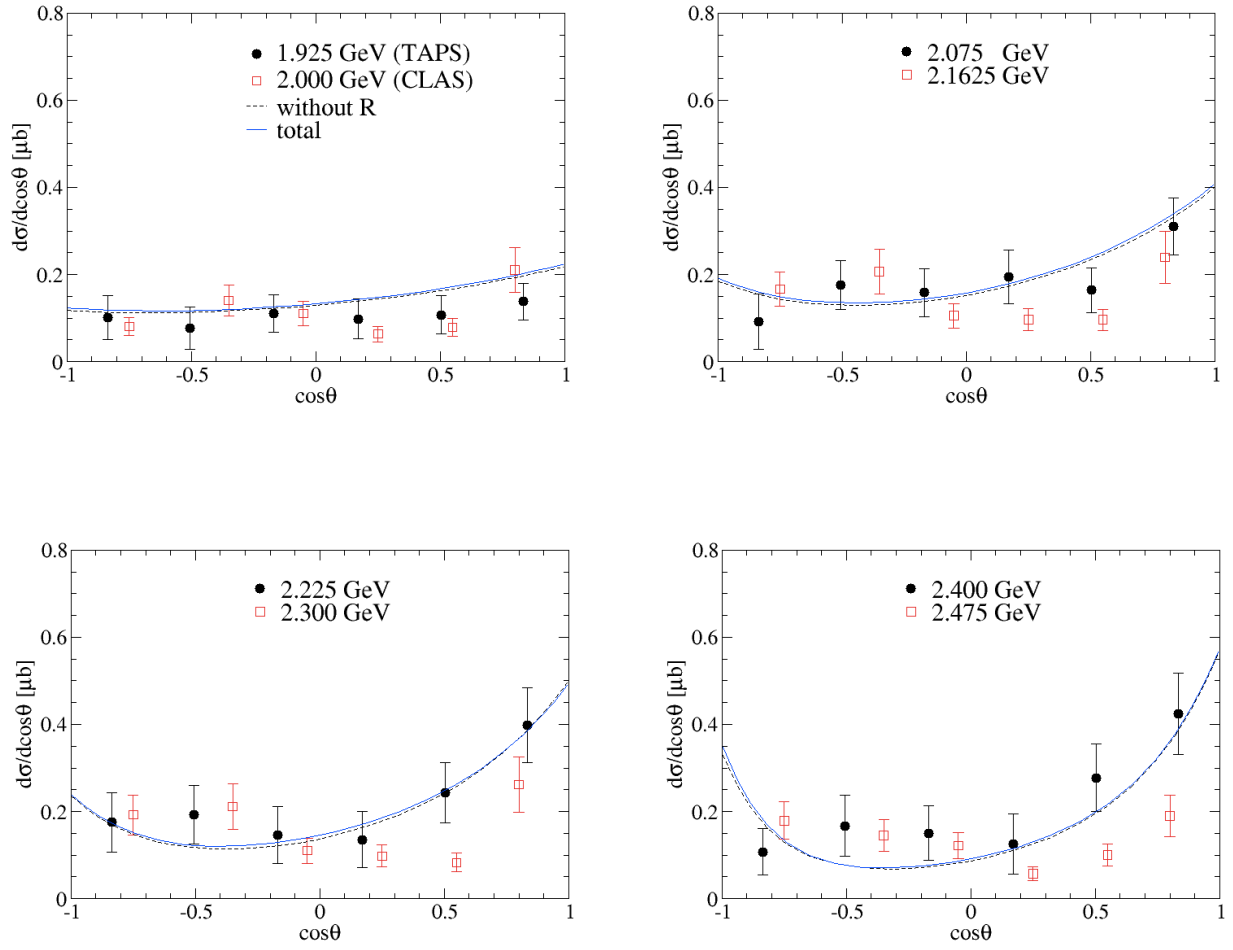 0.8
0.6
0.4
0.2
0
dσ/dcosθ [μb]
1.925 GeV (TAPS)
2.000 GeV (CLAS)
without R
total
-1
-0.5
0
0.5
1
cosθ
0.8
0.6
0.4
0.2
0
dσ/dcosθ [μb]
2.075 GeV
2.1625 GeV
-1
-0.5
0
0.5
1
cosθ
0.8
0.6
0.4
0.2
0
dσ/dcosθ [μb]
2.225 GeV
2.300 GeV
-1
-0.5
0
0.5
1
cosθ
0.8
0.6
0.4
0.2
0
dσ/dcosθ [μb]
2.400 GeV
2.475 GeV
-1
-0.5
0
0.5
1
cosθ